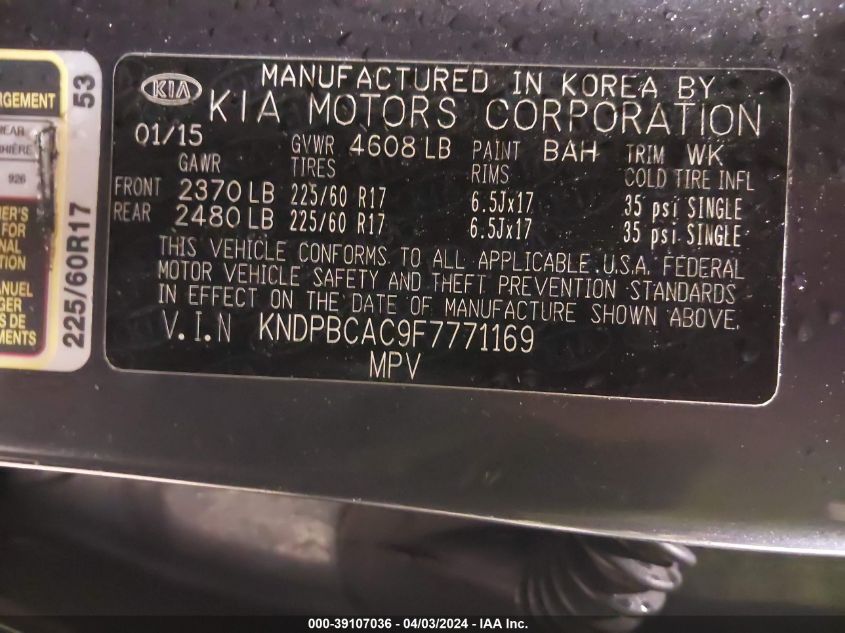 KIA
MANUFACTURED IN KOREA BY
KIA MOTORS CORPORATION
01/15 GVWR 4608 LB PAINT BAH TRIM WK
GAWR TIRES RIMS COLD TIRE INFL
FRONT 2370 LB 225/60 R17 6.5Jx17 35 psi SINGLE
REAR 2480 LB 225/60 R17 6.5Jx17 35 psi SINGLE
THIS VEHICLE CONFORMS TO ALL APPLICABLE U.S.A. FEDERAL
MOTOR VEHICLE SAFETY AND THEFT PREVENTION STANDARDS
IN EFFECT ON THE DATE OF MANUFACTURE SHOWN ABOVE.
V.I.N KNDPBCAC9F7771169
MPV
53
225/60R17
926
FOR
000-39107036 - 04/03/2024 - IAA Inc.